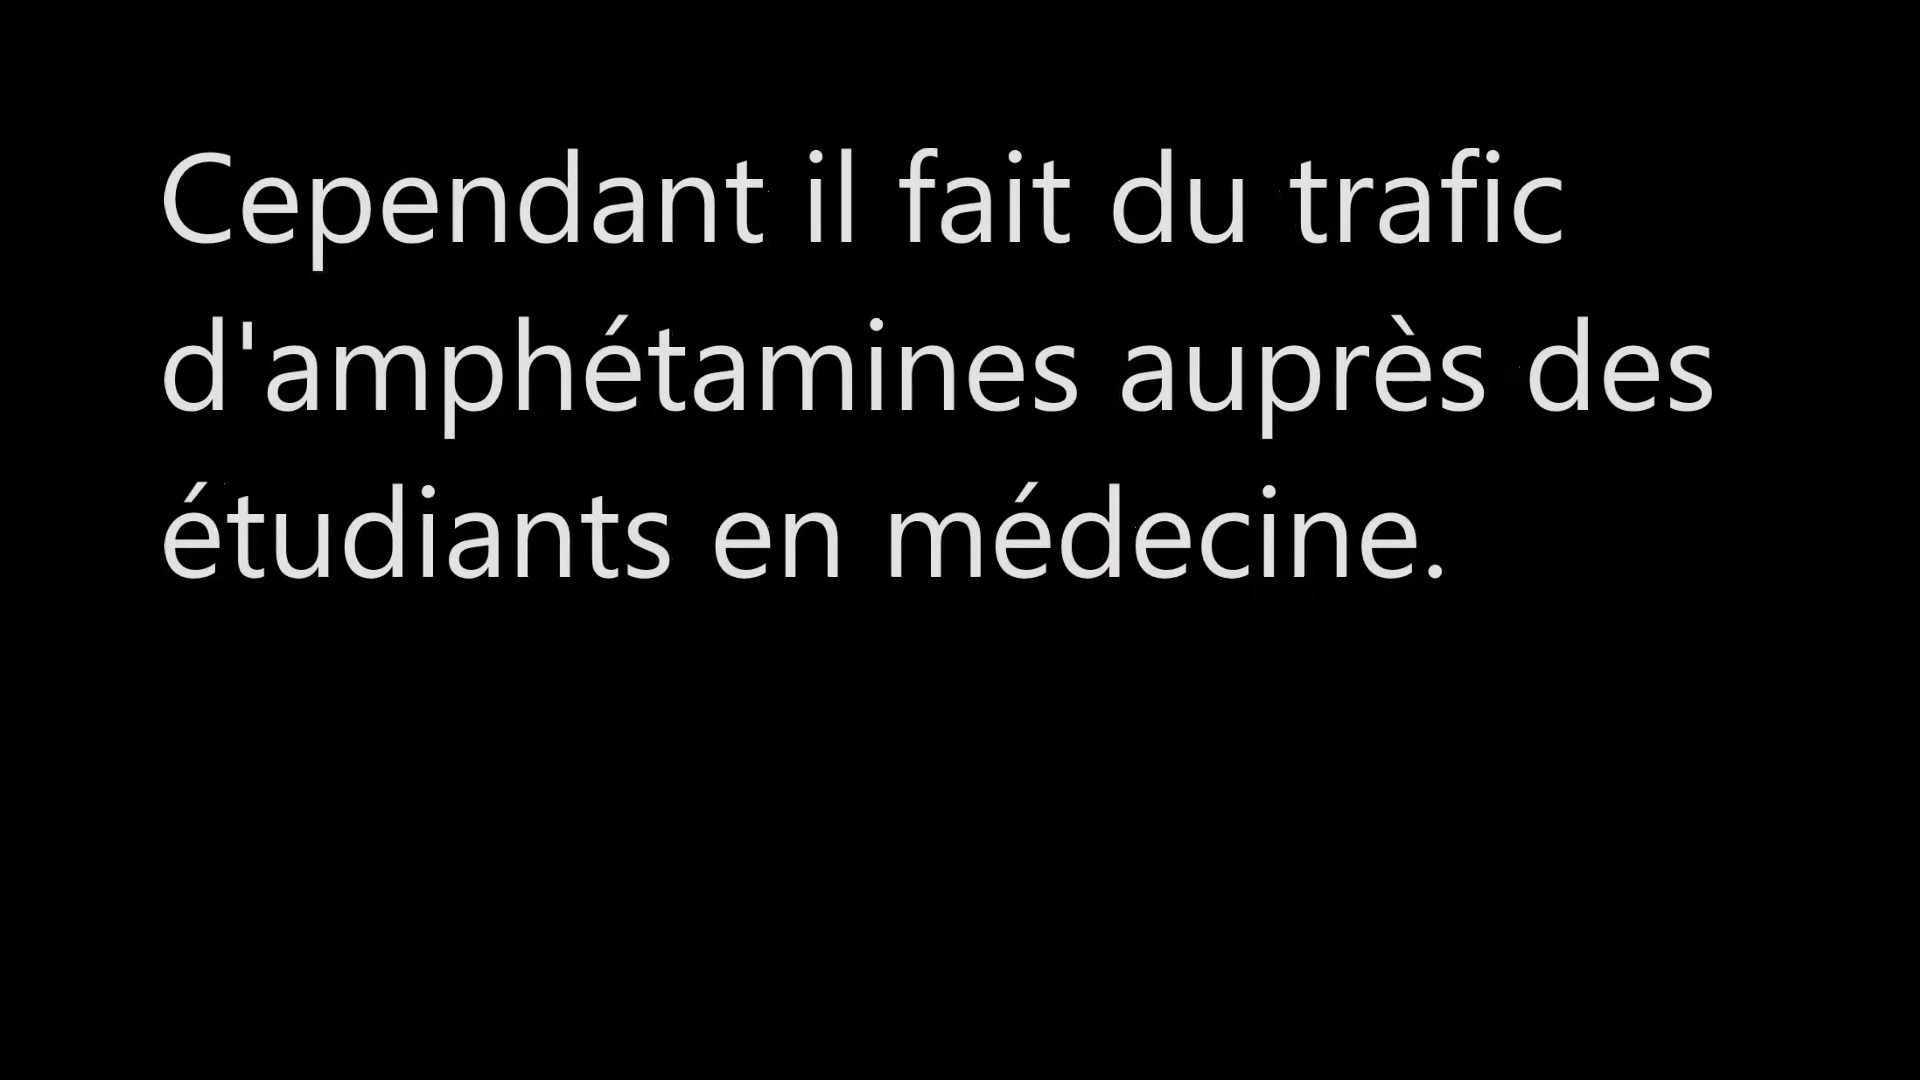 Cependant il fait du trafic
d'amphétamines auprès des
étudiants en médecine.